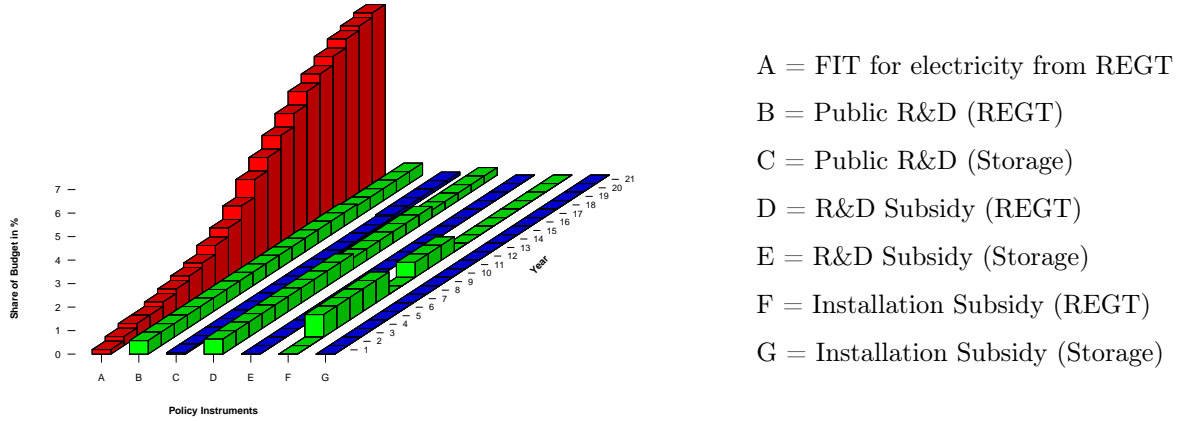 7
6
5
4
3
2
1
0
Share of Budget in %
A B C D E F G
Policy Instruments
1
2
3
4
5
6
7
8
9
10
11
12
13
14
15
16
17
18
19
20
21
Year
A = FIT for electricity from REGT
B = Public R&D (REGT)
C = Public R&D (Storage)
D = R&D Subsidy (REGT)
E = R&D Subsidy (Storage)
F = Installation Subsidy (REGT)
G = Installation Subsidy (Storage)